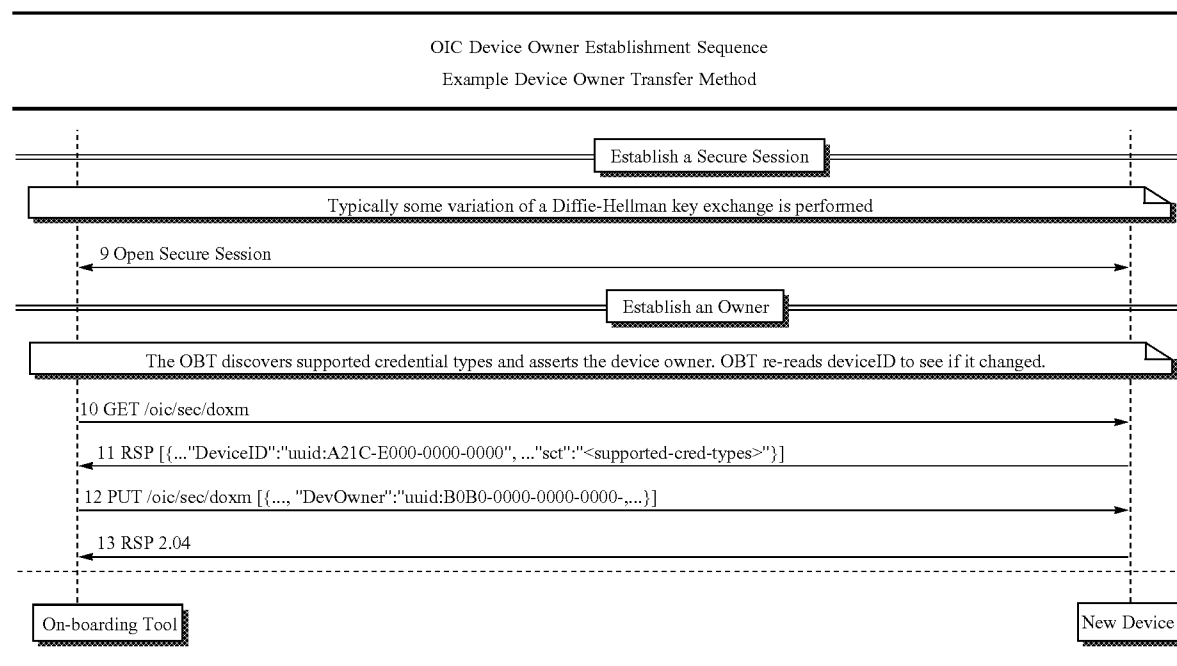 OIC Device Owner Establishment Sequence
Example Device Owner Transfer Method
Establish a Secure Session
Typically some variation of a Diffie-Hellman key exchange is performed
9 Open Secure Session
Establish an Owner
The OBT discovers supported credential types and asserts the device owner. OBT re-reads deviceID to see if it changed.
10 GET /oic/sec/doxm
11 RSP [{..."DeviceID":"uuid:A21C-E000-0000-0000", ..."sct":"<supported-cred-types>"}]
12 PUT /oic/sec/doxm [{..., "DevOwner":"uuid:B0B0-0000-0000-0000-,...}]
13 RSP 2.04
On-boarding Tool
New Device